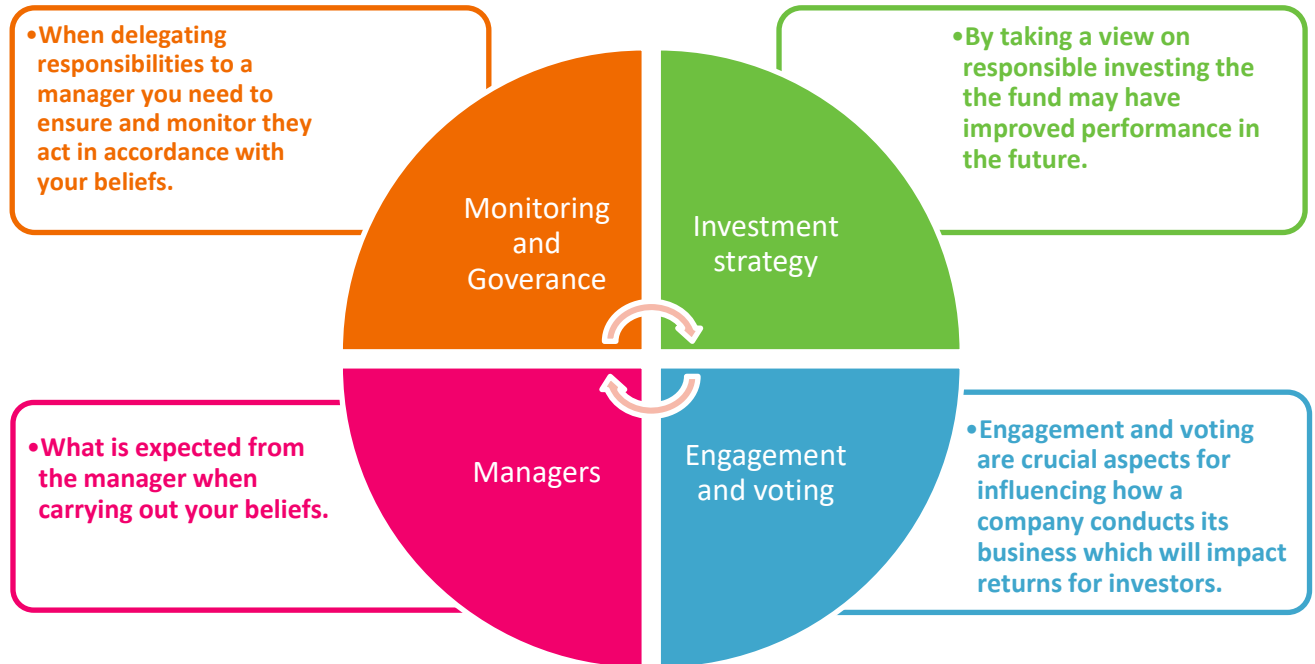 •When delegating
responsibilities to a
manager you need to
ensure and monitor they
act in accordance with
your beliefs.
•By taking a view on
responsible investing the
the fund may have
improved performance in
the future.
Monitoring
and
Goverance
Investment
strategy
Managers
Engagement
and voting
•What is expected from
the manager when
carrying out your beliefs.
•Engagement and voting
are crucial aspects for
influencing how a
company conducts its
business which will impact
returns for investors.